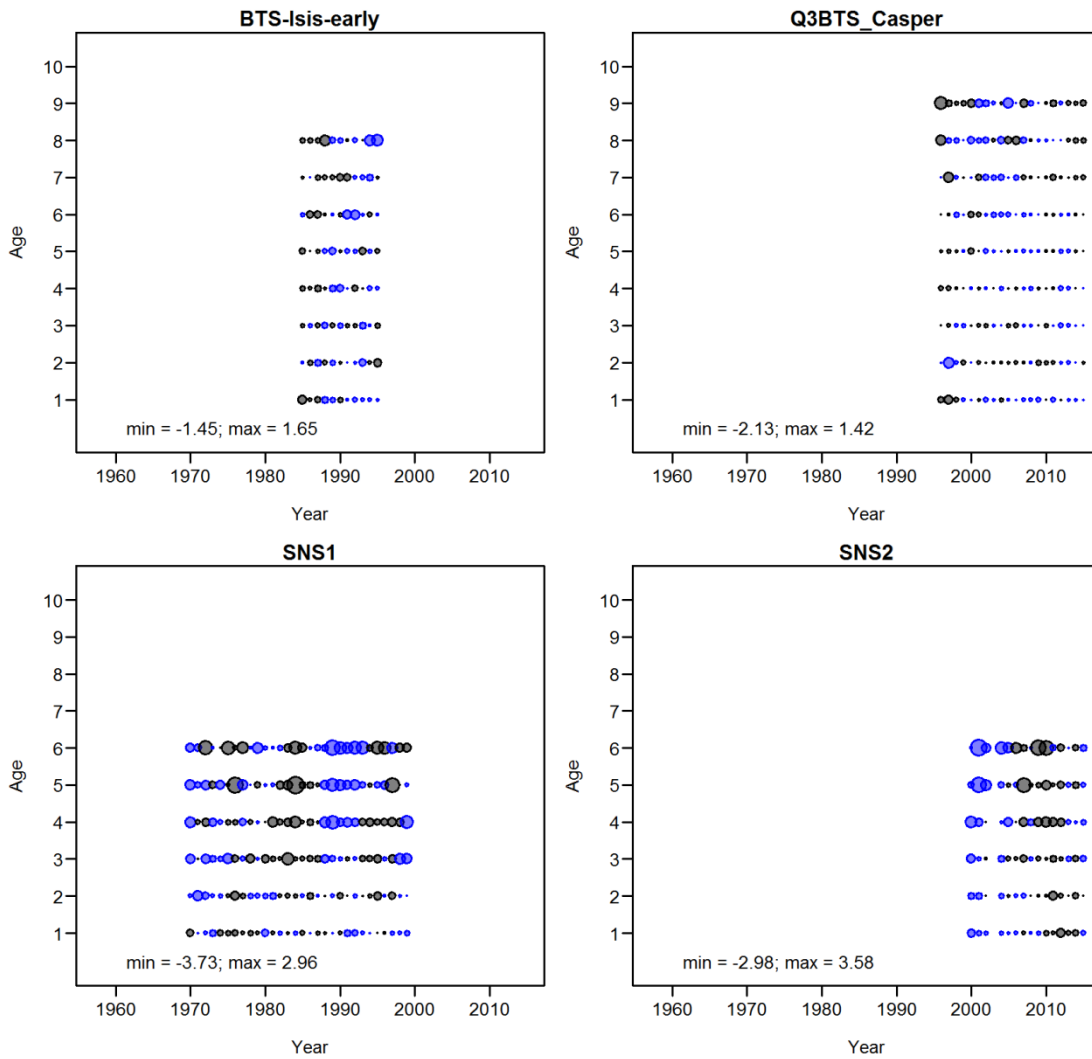 BTS-Isis-early
Age
10
9
8
7
6
5
4
3
2
1
min = -1.45; max = 1.65
1960 1970 1980 1990 2000 2010
Year
Q3BTS_Casper
Age
10
9
8
7
6
5
4
3
2
1
min = -2.13; max = 1.42
1960 1970 1980 1990 2000 2010
Year
SNS1
Age
10
9
8
7
6
5
4
3
2
1
min = -3.73; max = 2.96
1960 1970 1980 1990 2000 2010
Year
SNS2
Age
10
9
8
7
6
5
4
3
2
1
min = -2.98; max = 3.58
1960 1970 1980 1990 2000 2010
Year